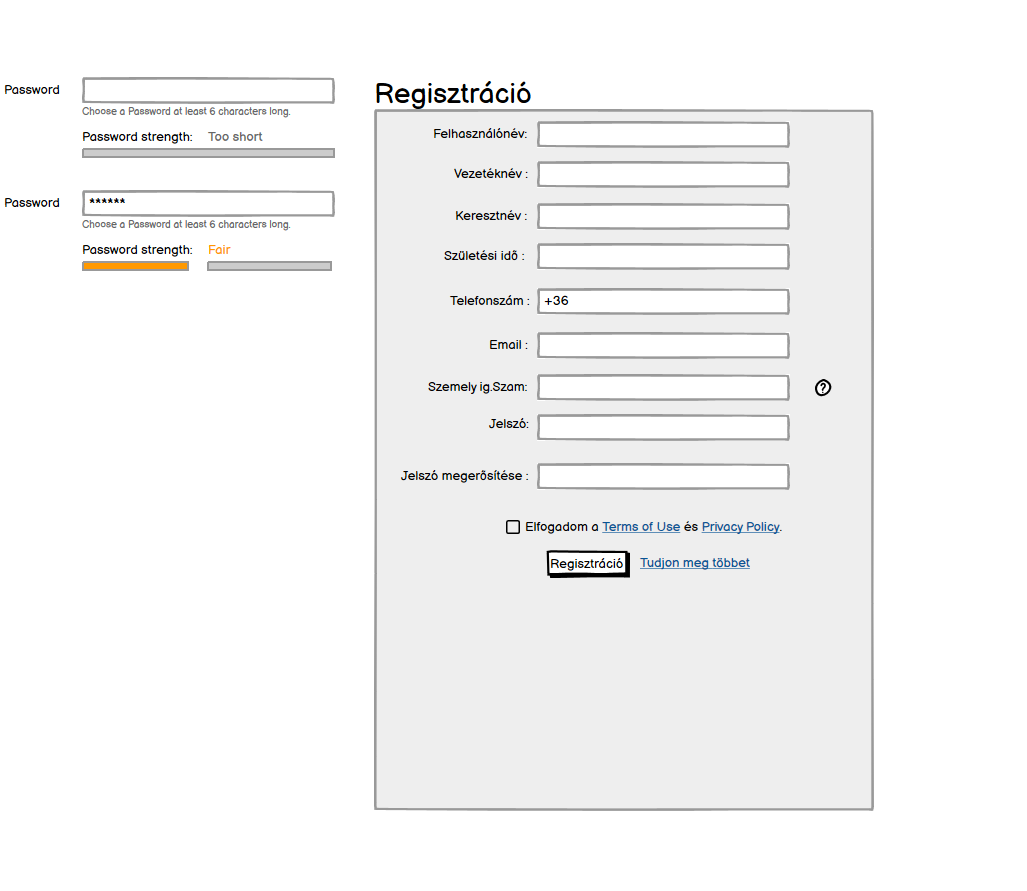 Password
Choose a Password at least 6 characters long.
Password strength: Too short
Password
******
Choose a Password at least 6 characters long.
Password strength: Fair
Regisztráció
Felhasználónév:
Vezetéknév :
Keresztnév :
Születési idő :
Telefonszám : +36
Email :
Szemely ig.Szam: ?
Jelszó:
Jelszó megerősítése :
Elfogadom a Terms of Use és Privacy Policy.
Regisztráció Tudjon meg többet